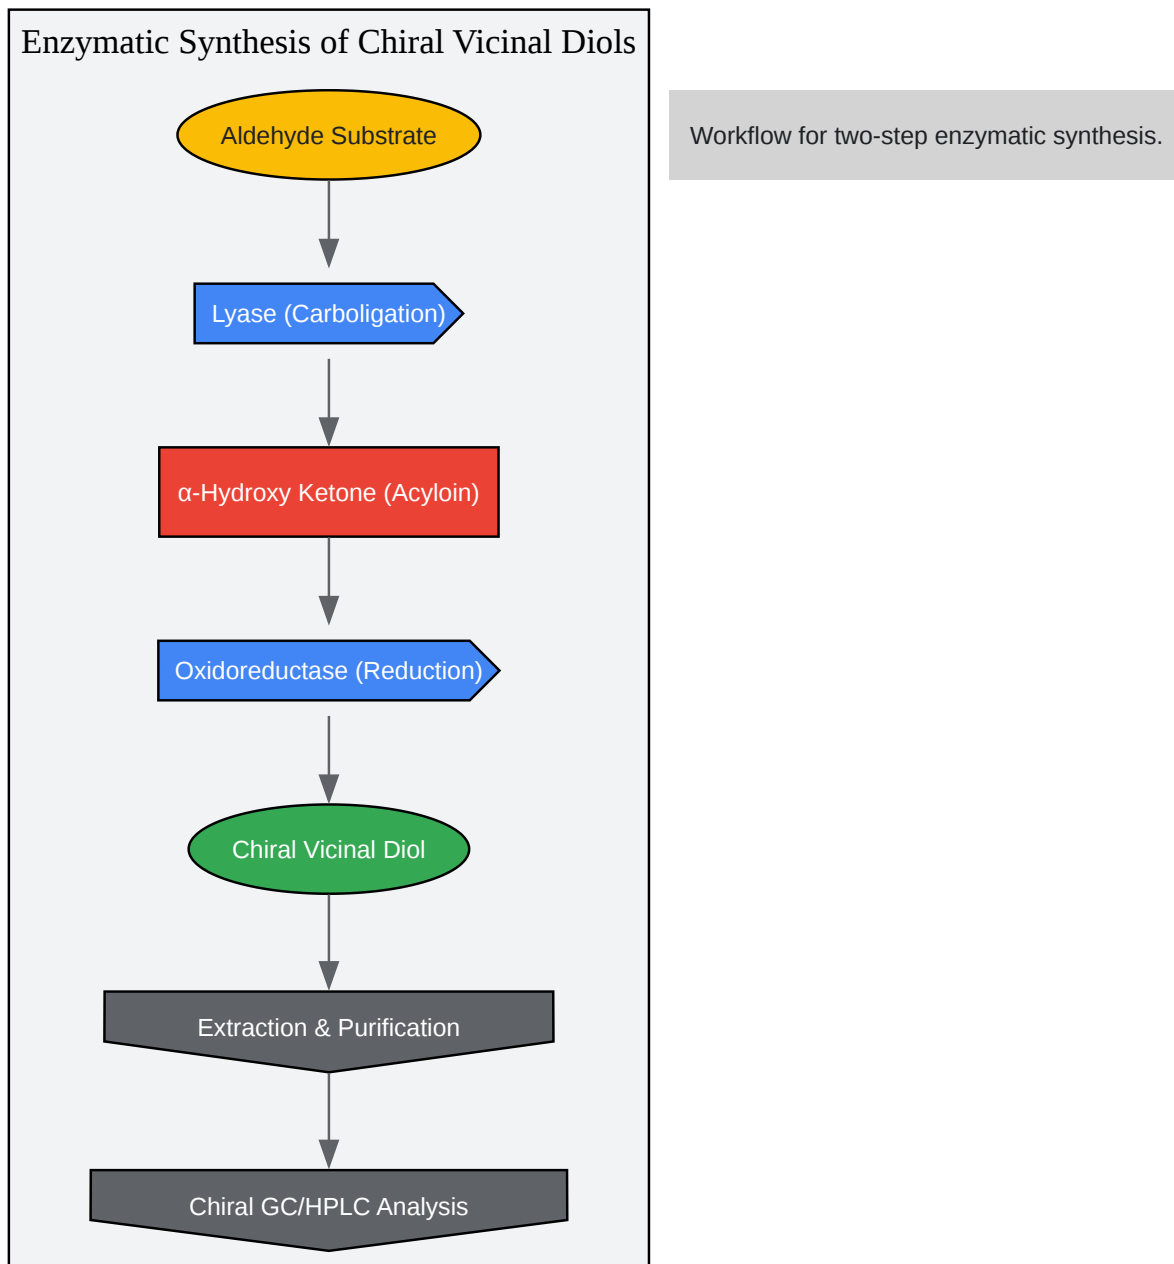 Enzymatic Synthesis of Chiral Vicinal Diols
Aldehyde Substrate
Workflow for two-step enzymatic synthesis.
Lyase (Carboligation)
α-Hydroxy Ketone (Acyloin)
Oxidoreductase (Reduction)
Chiral Vicinal Diol
Extraction & Purification
Chiral GC/HPLC Analysis